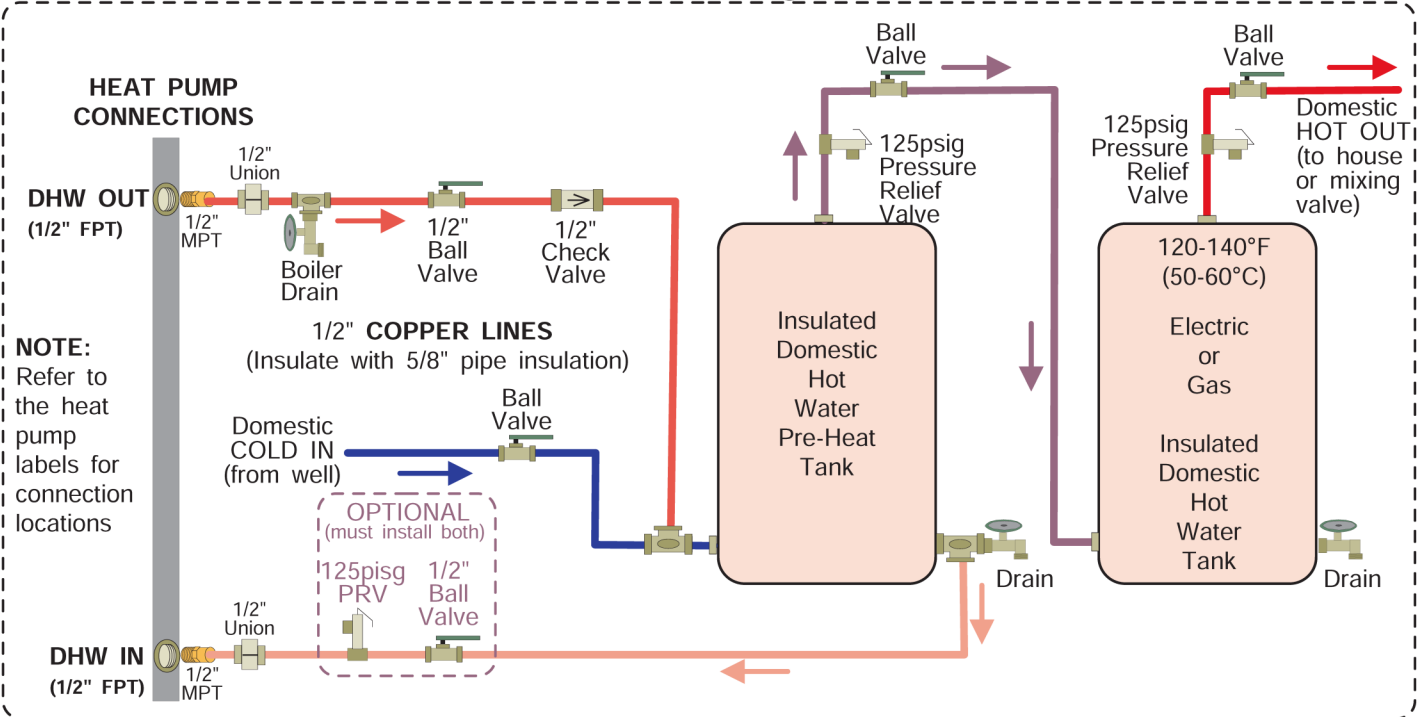 HEAT PUMP
CONNECTIONS
DHW OUT
(1/2" FPT)
1/2"
MPT
1/2"
Union
Boiler
Drain
1/2"
Ball
Valve
1/2"
Check
Valve
1/2" COPPER LINES
(Insulate with 5/8" pipe insulation)
NOTE:
Refer to
the heat
pump
labels for
connection
locations
Domestic
COLD IN
(from well)
Ball
Valve
OPTIONAL
(must install both)
125pisg
PRV
1/2"
Ball
Valve
1/2"
Union
DHW IN
(1/2" FPT)
1/2"
MPT
Ball
Valve
125psig
Pressure
Relief
Valve
Insulated
Domestic
Hot
Water
Pre-Heat
Tank
Drain
Ball
Valve
125psig
Pressure
Relief
Valve
Domestic
HOT OUT
(to house
or mixing
valve)
120-140°F
(50-60°C)
Electric
or
Gas
Insulated
Domestic
Hot
Water
Tank
Drain